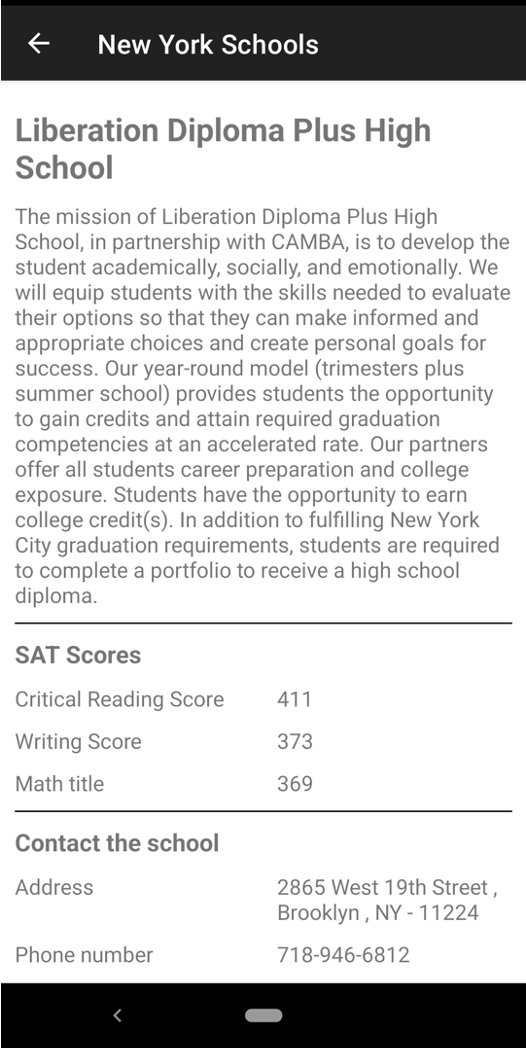 New York Schools
Liberation Diploma Plus High
School
The mission of Liberation Diploma Plus High
School, in partnership with CAMBA, is to develop the
student academically, socially, and emotionally. We
will equip students with the skills needed to evaluate
their options so that they can make informed and
appropriate choices and create personal goals for
success. Our year-round model (trimesters plus
summer school) provides students the opportunity
to gain credits and attain required graduation
competencies at an accelerated rate. Our partners
offer all students career preparation and college
exposure. Students have the opportunity to earn
college credit(s). In addition to fulfilling New York
City graduation requirements, students are required
to complete a portfolio to receive a high school
diploma.
SAT Scores
Critical Reading Score 411
Writing Score 373
Math title 369
Contact the school
Address 2865 West 19th Street ,
Brooklyn , NY - 11224
Phone number 718-946-6812